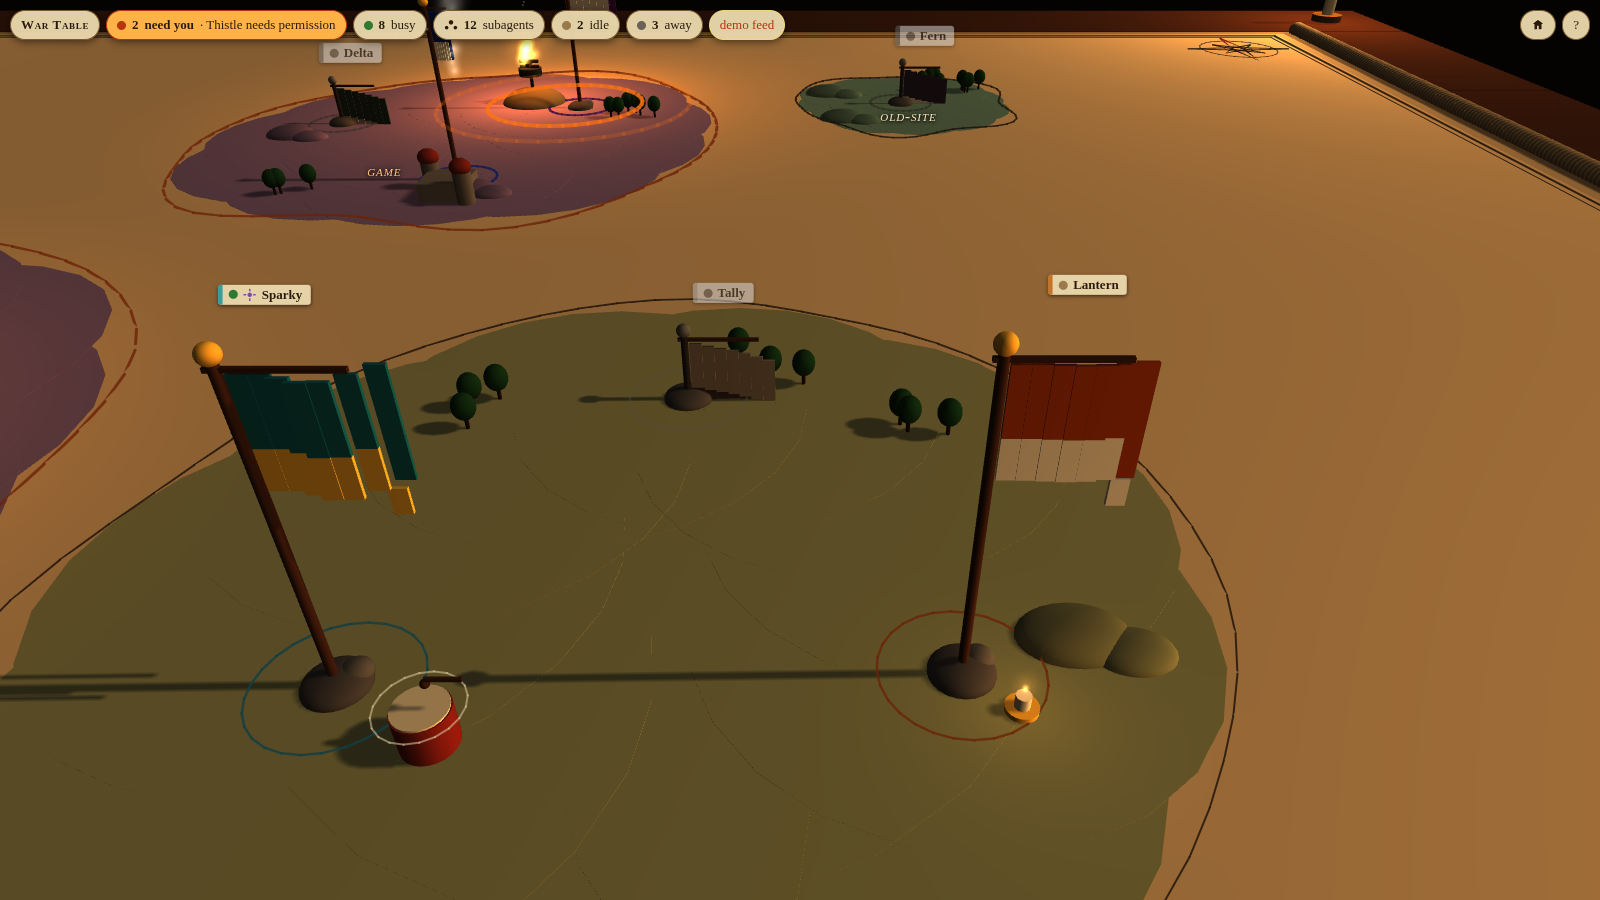 War Table
2 need you · Thistle needs permission
8 busy
12 subagents
2 idle
3 away
demo feed
?
Delta
Fern
OLD-SITE
GAME
Sparky
Tally
Lantern